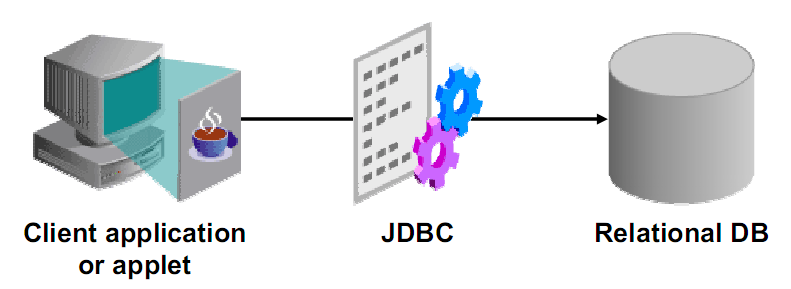 Client application
or applet
JDBC
Relational DB